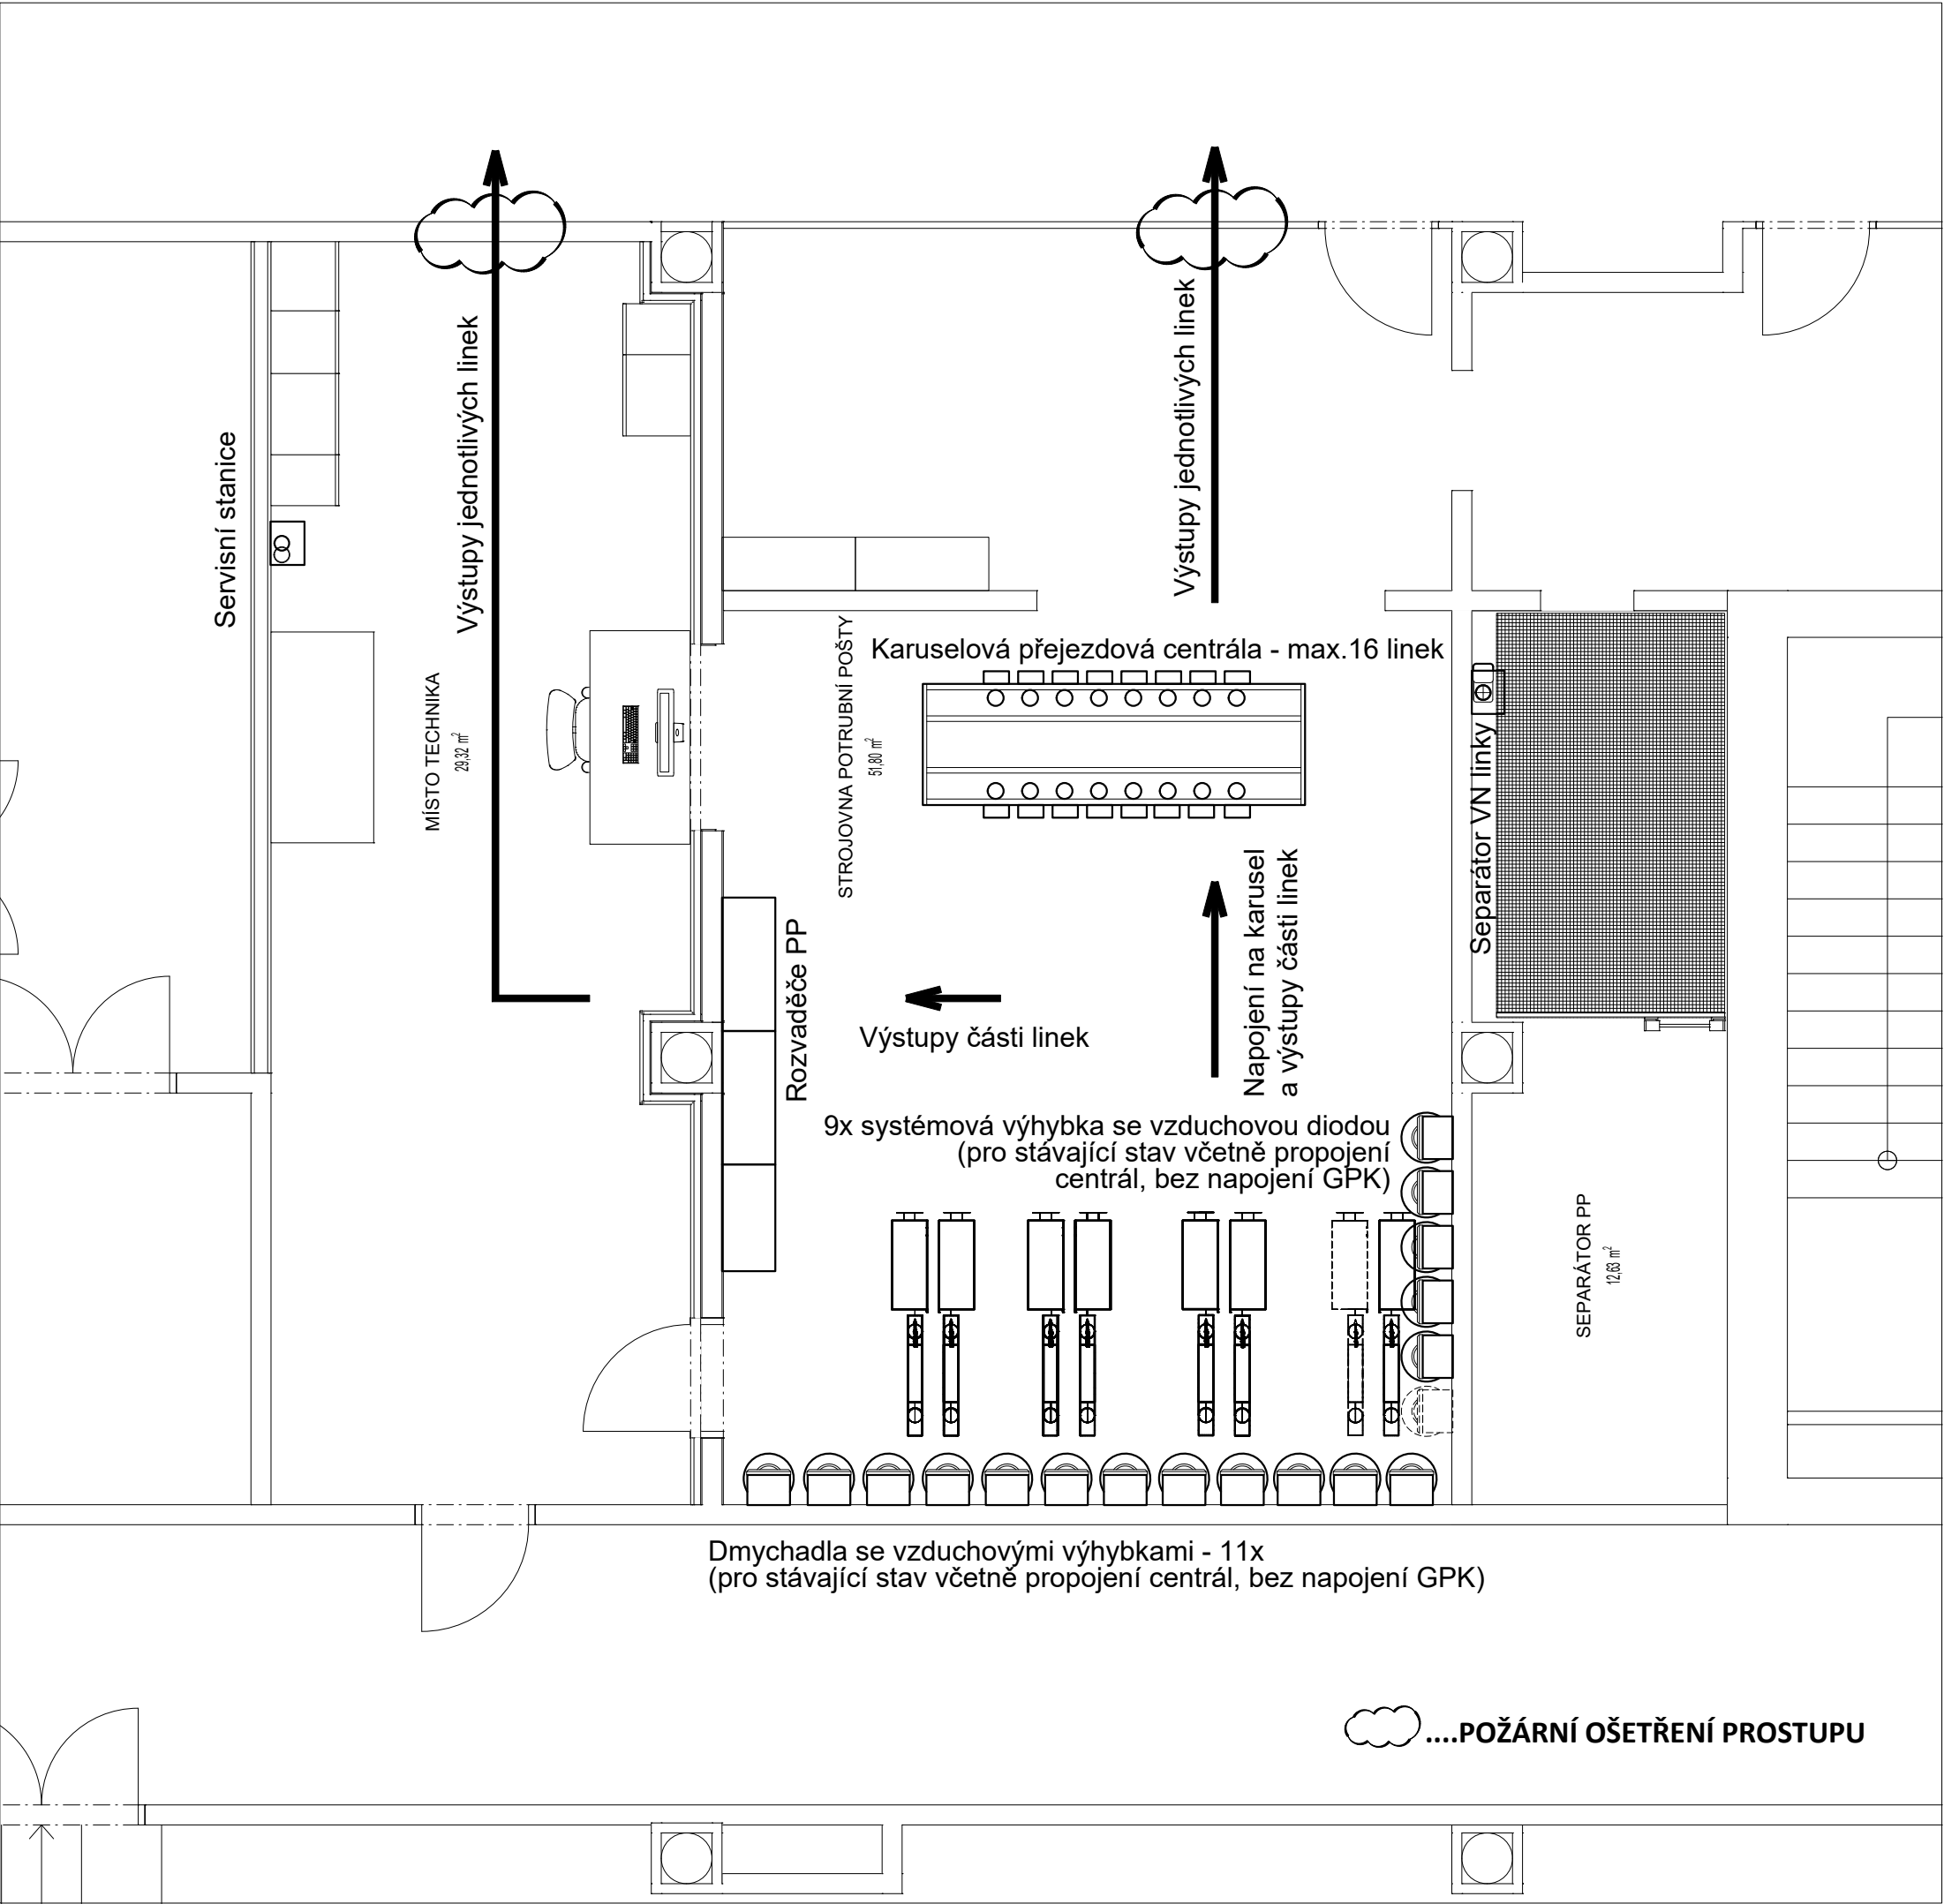 Servisní stanice
Výstupy jednotlivých linek
MÍSTO TECHNIKA
29,32 m²
Výstupy jednotlivých linek
STROJOVNA POTRUBNÍ POŠTY
51,80 m²
Karuselová přejezdová centrála - max.16 linek
Separátor VN linky
Rozvaděče PP
Výstupy části linek
Napojení na karusel
a výstupy části linek
9x systémová výhybka se vzduchovou diodou
(pro stávající stav včetně propojení
centrál, bez napojení GPK)
SEPARÁTOR PP
12,63 m²
Dmychadla se vzduchovými výhybkami - 11x
(pro stávající stav včetně propojení centrál, bez napojení GPK)
....POŽÁRNÍ OŠETŘENÍ PROSTUPU